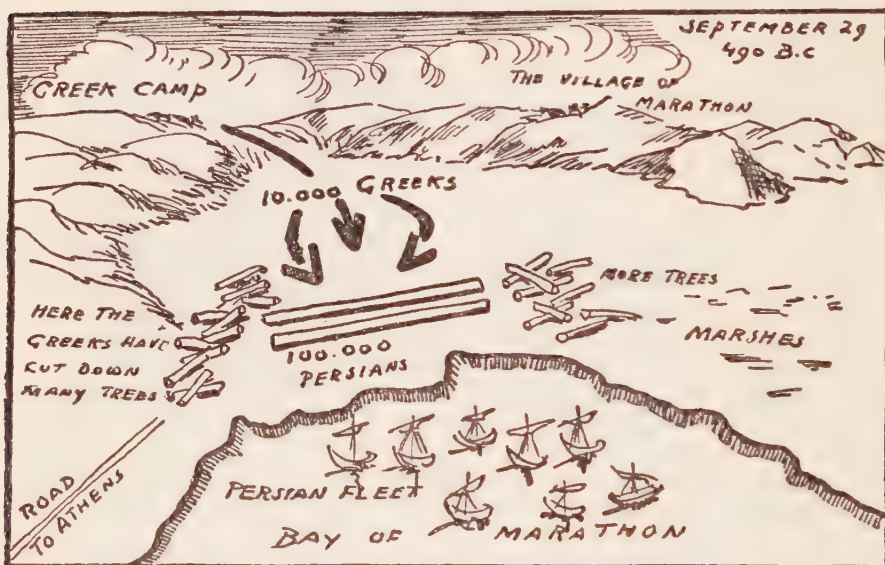 SEPTEMBER 29
490 B.C
GREEK CAMP
THE VILLAGE OF
MARATHON
10.000 GREEKS
MORE TREES
HERE THE
GREEKS HAVE
CUT DOWN
MANY TREES
MARSHES
100.000
PERSIANS
ROAD
TO ATHENS
PERSIAN FLEET
BAY OF MARATHON